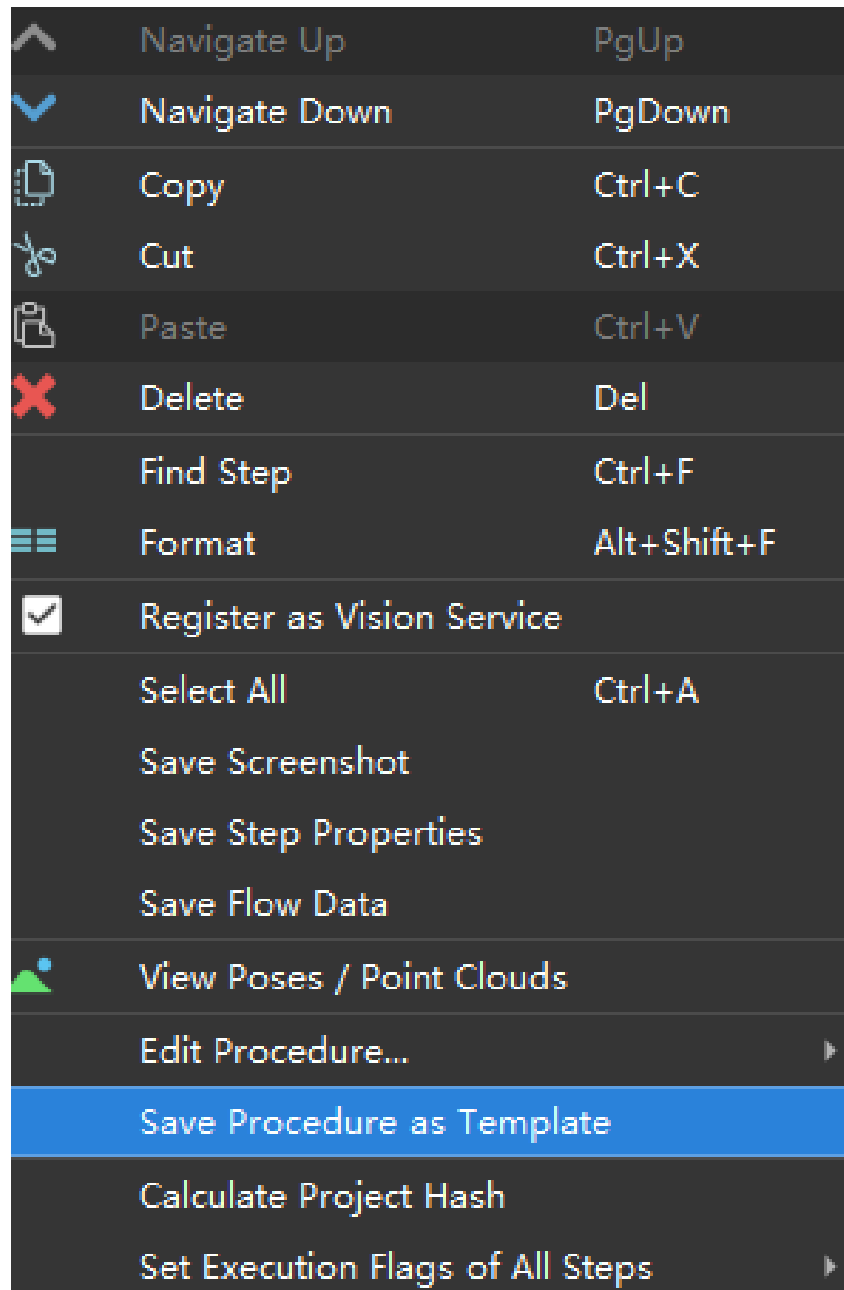 Navigate Up PgUp
Navigate Down PgDown
Copy Ctrl+C
Cut Ctrl+X
Paste Ctrl+V
Delete Del
Find Step Ctrl+F
Format Alt+Shift+F
Register as Vision Service
Select All Ctrl+A
Save Screenshot
Save Step Properties
Save Flow Data
View Poses / Point Clouds
Edit Procedure...
Save Procedure as Template
Calculate Project Hash
Set Execution Flags of All Steps